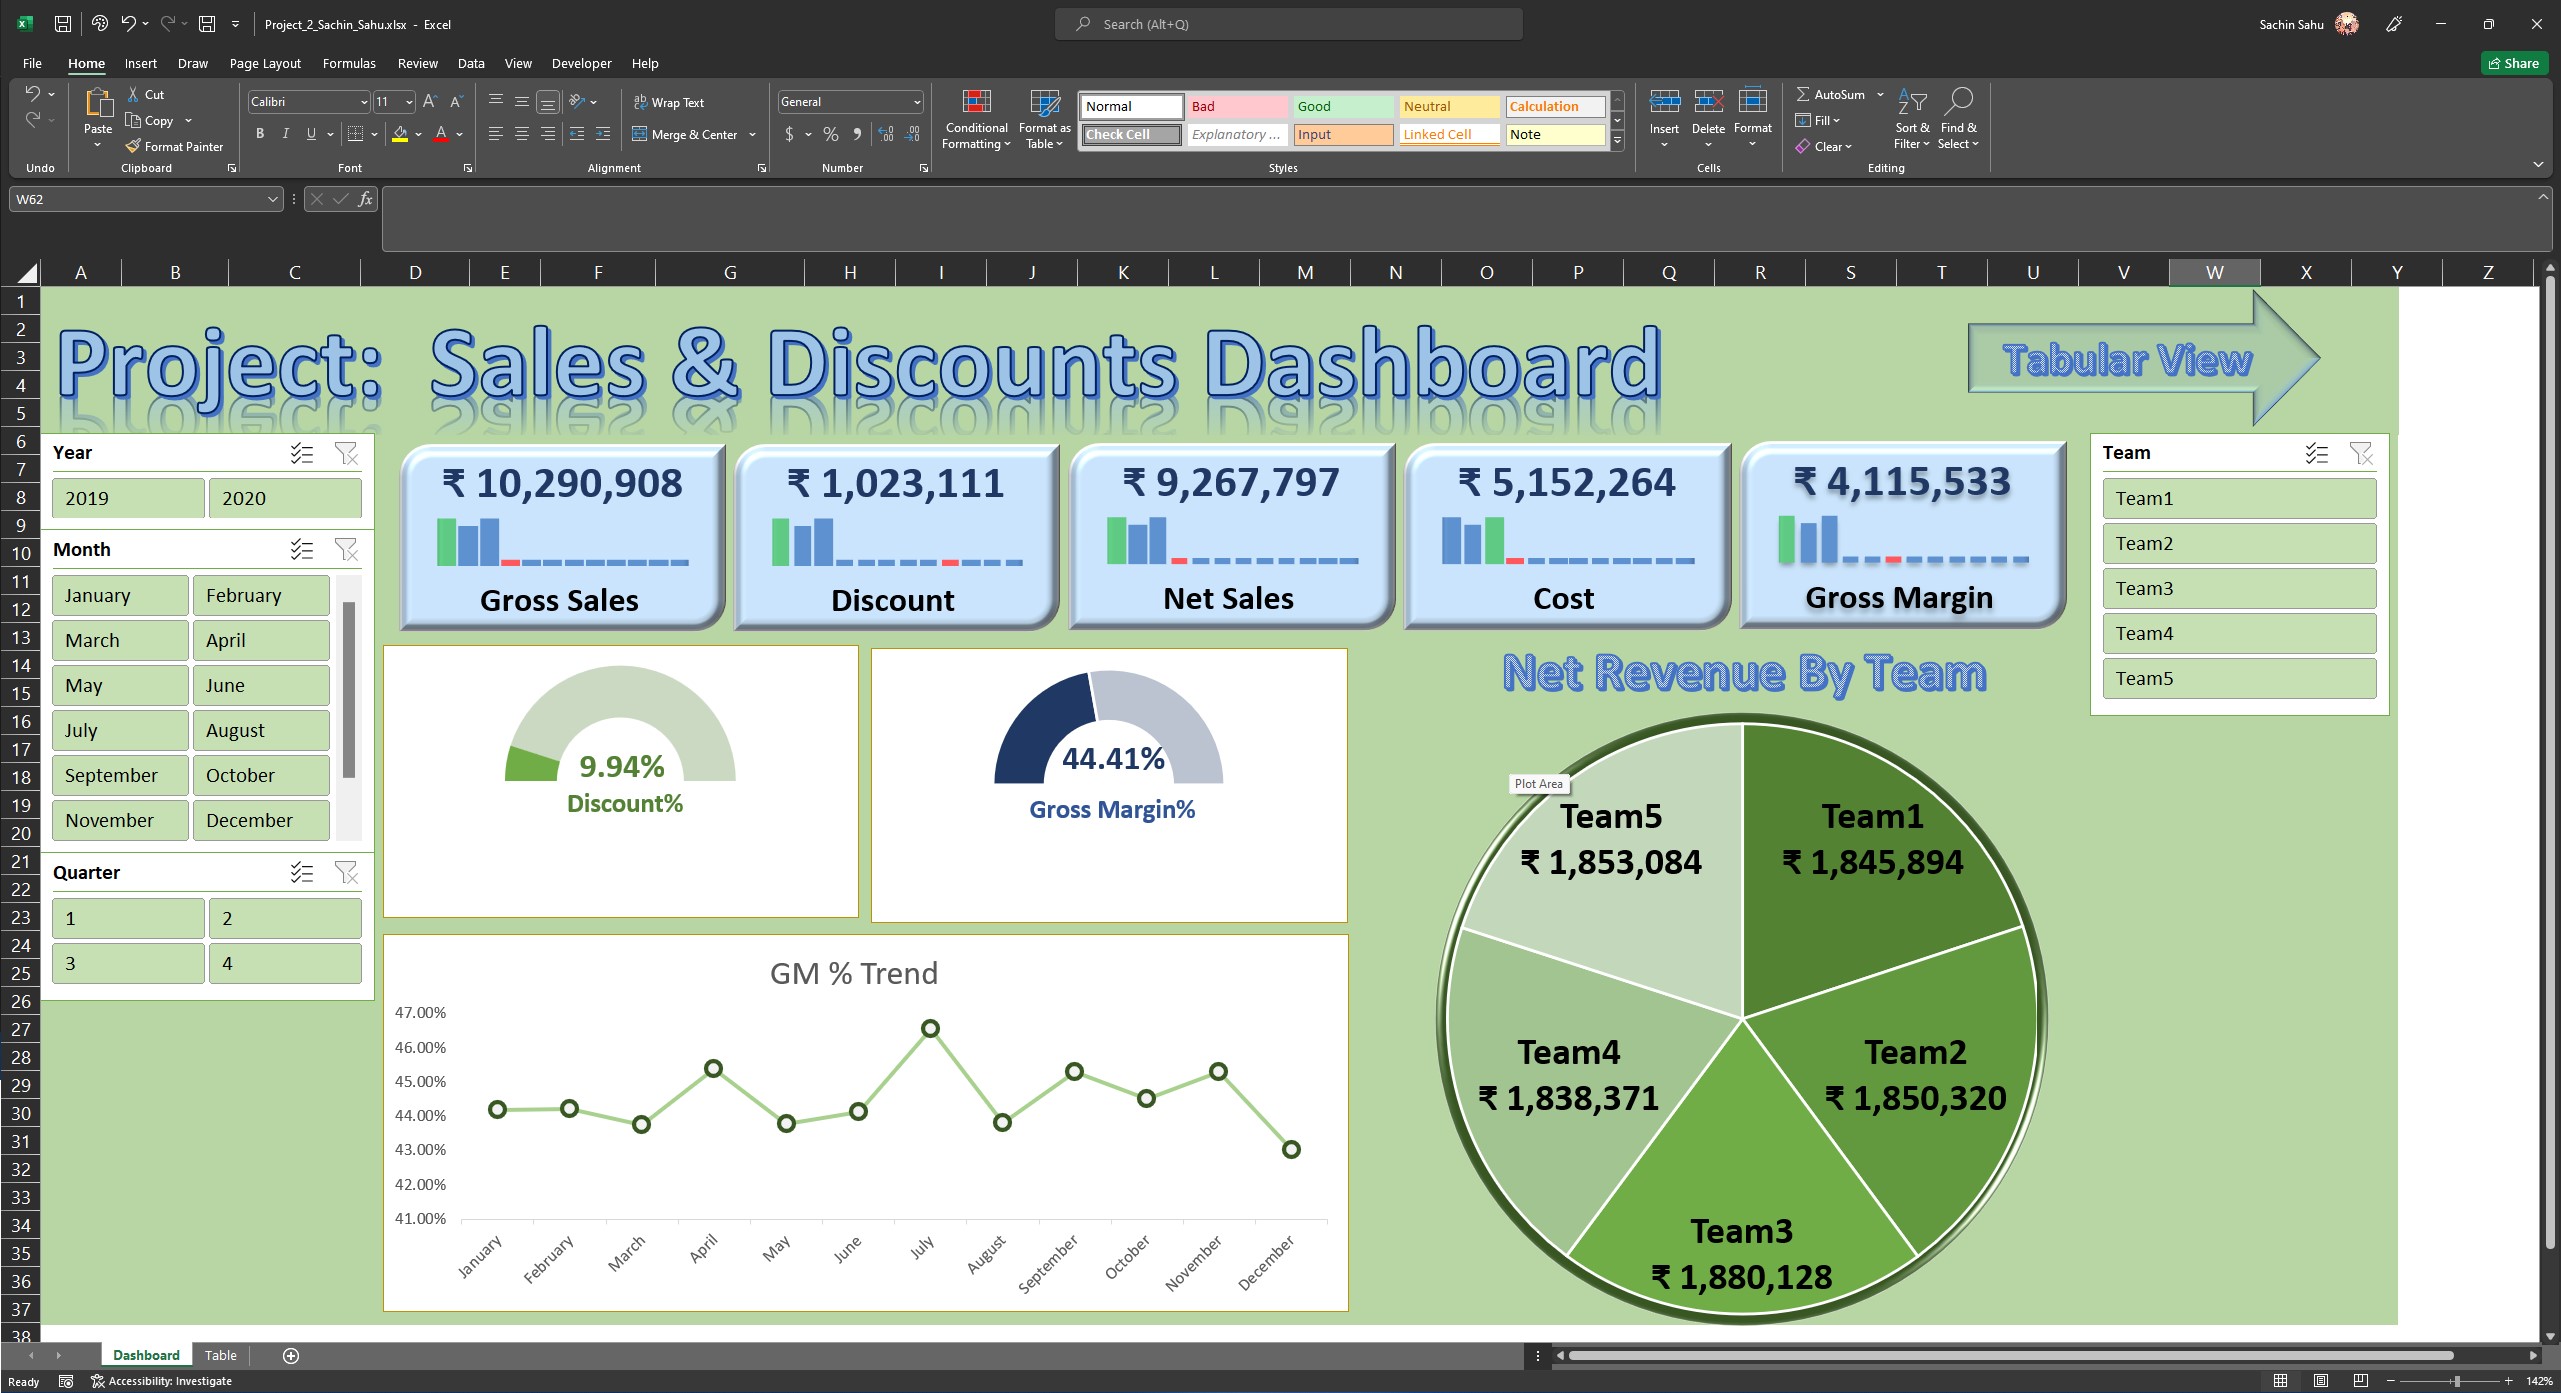 Project_2_Sachin_Sahu.xlsx - Excel
Search (Alt+Q)
Sachin Sahu
File Home Insert Draw Page Layout Formulas Review Data View Developer Help
Share
Undo
Paste
Cut
Copy
Format Painter
Clipboard
Calibri 11
B I U
Font
Wrap Text
Merge & Center
Alignment
General
$ % ,
Number
Conditional Formatting
Format as Table
Normal Bad Good Neutral Calculation
Check Cell Explanatory ... Input Linked Cell Note
Styles
Insert Delete Format
Cells
AutoSum
Fill
Clear
Sort & Filter
Find & Select
Editing
W62
fx
A B C D E F G H I J K L M N O P Q R S T U V W X Y Z
1
2
3
4
5
6
7
8
9
10
11
12
13
14
15
16
17
18
19
20
21
22
23
24
25
26
27
28
29
30
31
32
33
34
35
36
37
38
Project: Sales & Discounts Dashboard
Tabular View
Year
2019 2020
Month
January February
March April
May June
July August
September October
November December
Quarter
1 2
3 4
₹ 10,290,908
Gross Sales
₹ 1,023,111
Discount
₹ 9,267,797
Net Sales
₹ 5,152,264
Cost
₹ 4,115,533
Gross Margin
Team
Team1
Team2
Team3
Team4
Team5
9.94%
Discount%
44.41%
Gross Margin%
Net Revenue By Team
Plot Area
Team5
₹ 1,853,084
Team1
₹ 1,845,894
Team4
₹ 1,838,371
Team2
₹ 1,850,320
Team3
₹ 1,880,128
GM % Trend
47.00%
46.00%
45.00%
44.00%
43.00%
42.00%
41.00%
January February March April May June July August September October November December
Dashboard Table
Ready
Accessibility: Investigate
142%